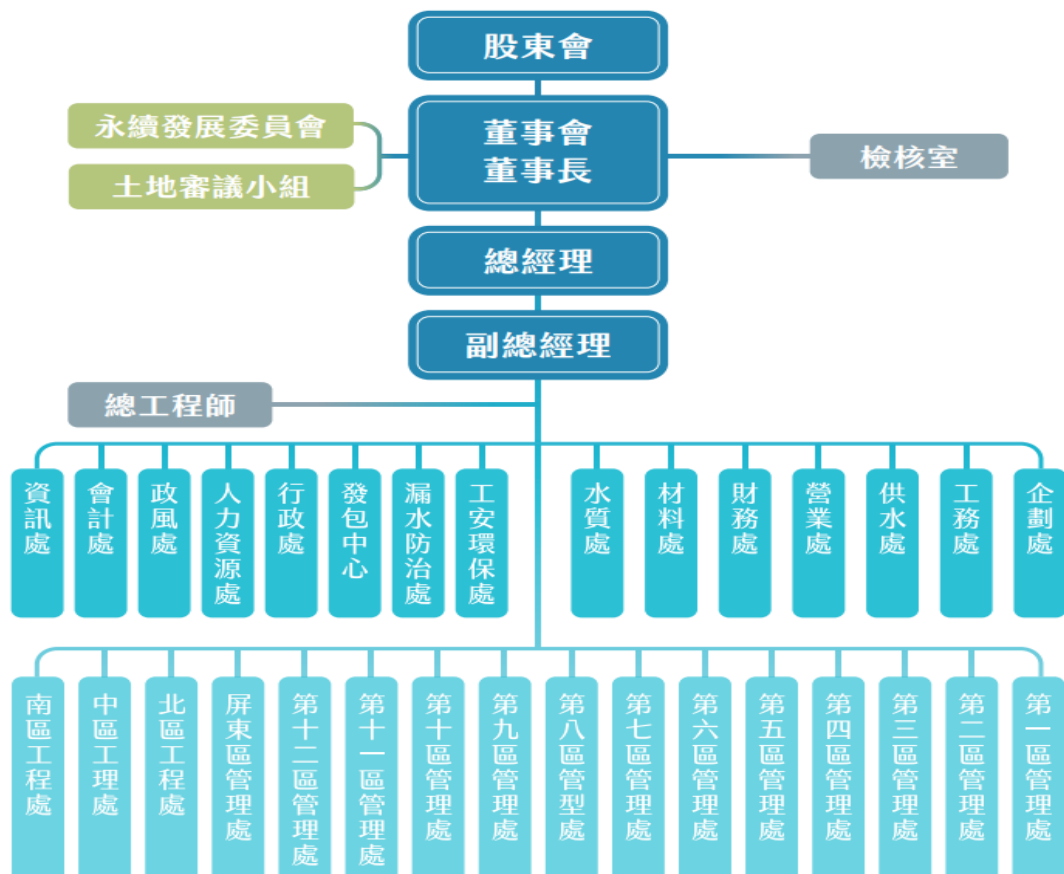 股東會
董事會
董事長
永續發展委員會
土地審議小組
檢核室
總經理
副總經理
總工程師
資訊處
會計處
政風處
人力資源處
行政處
發包中心
漏水防治處
工安環保處
水質處
材料處
財務處
營業處
供水處
工務處
企劃處
南區工程處
中區工理處
北區工程處
屏東區管理處
第十二區管理處
第十一區管理處
第十區管理處
第九區管理處
第八區管型處
第七區管理處
第六區管理處
第五區管理處
第四區管理處
第三區管理處
第二區管理處
第一區管理處